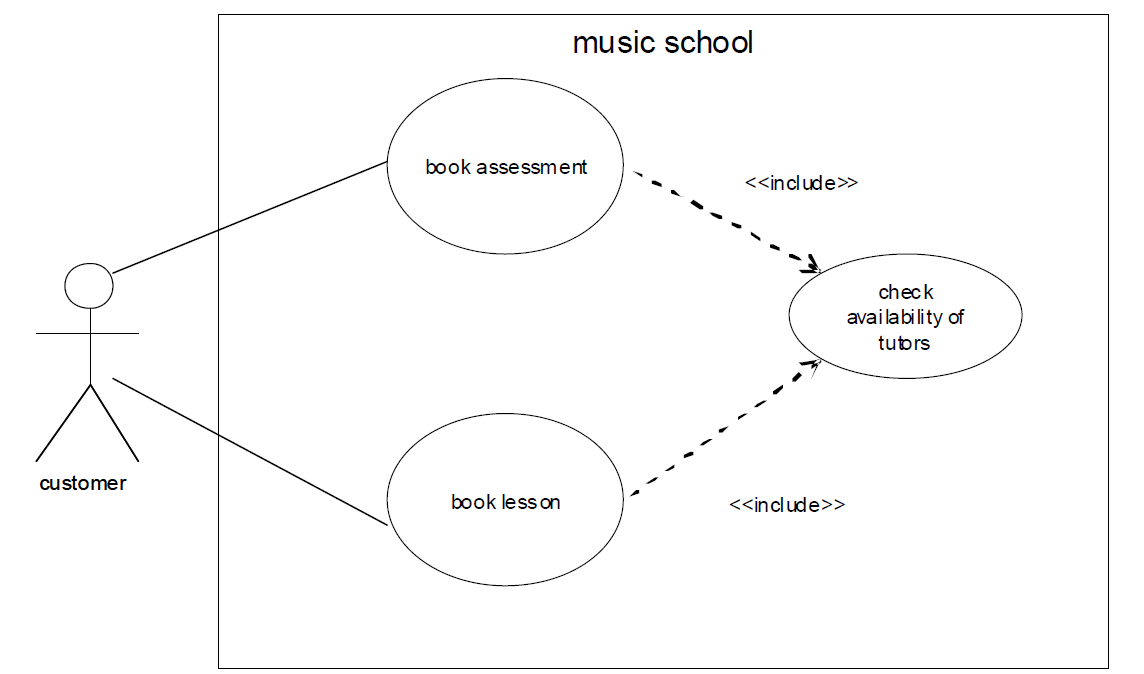 music school
book assessment
<<include>>
check
availability of
tutors
customer
book lesson
<<include>>